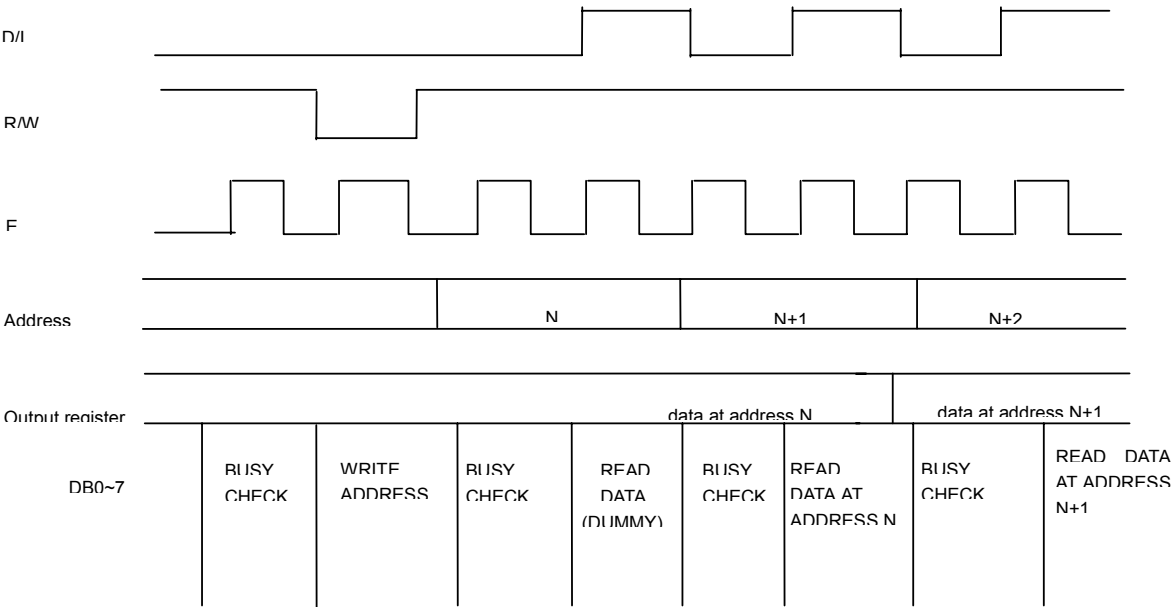 D/I
R/W
E
Address
N
N+1
N+2
Output register
data at address N
data at address N+1
DB0~7
BUSY
CHECK
WRITE
ADDRESS
BUSY
CHECK
READ
DATA
(DUMMY)
BUSY
CHECK
READ
DATA AT
ADDRESS N
BUSY
CHECK
READ DATA
AT ADDRESS
N+1